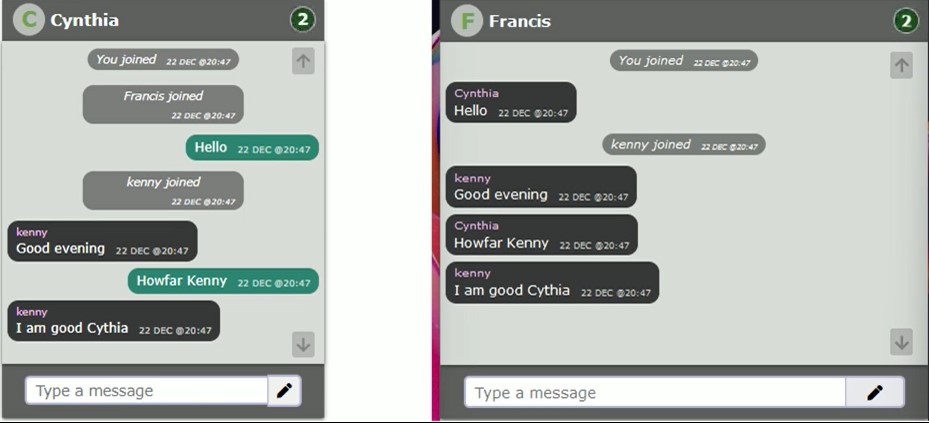 C Cynthia 2
You joined 22 DEC @20:47
Francis joined
22 DEC @20:47
Hello 22 DEC @20:47
kenny joined
22 DEC @20:47
kenny
Good evening 22 DEC @20:47
Howfar Kenny 22 DEC @20:47
kenny
I am good Cythia 22 DEC @20:47
Type a message
F Francis 2
You joined 22 DEC @20:47
Cynthia
Hello 22 DEC @20:47
kenny joined 22 DEC @20:47
kenny
Good evening 22 DEC @20:47
Cynthia
Howfar Kenny 22 DEC @20:47
kenny
I am good Cythia 22 DEC @20:47
Type a message